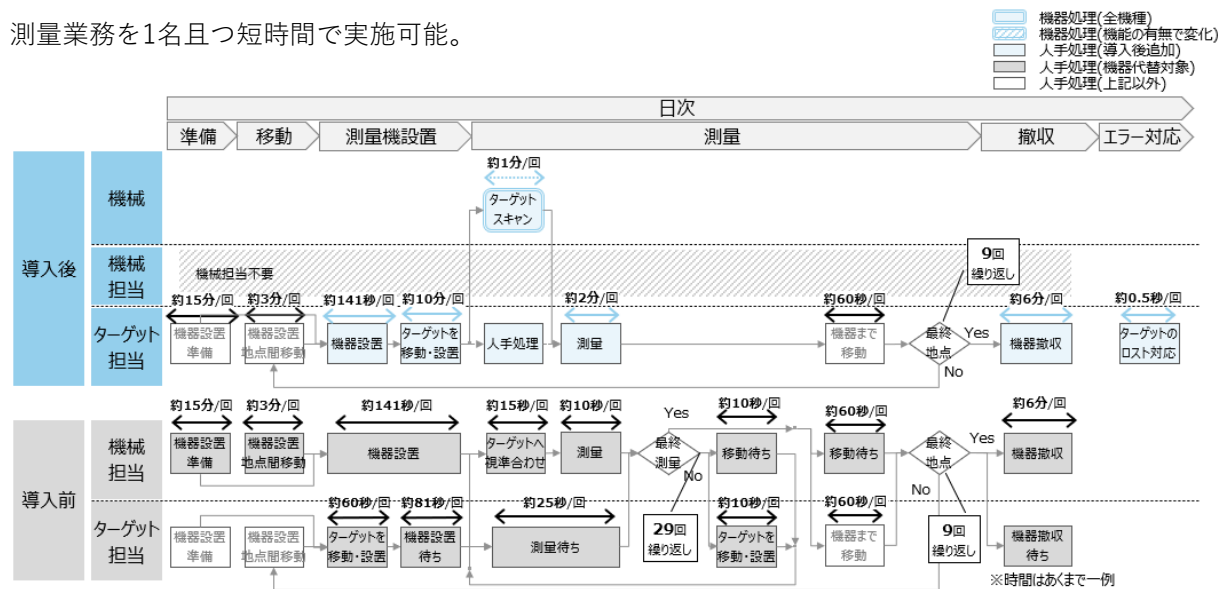 測量業務を1名且つ短時間で実施可能。
機器処理(全機種)
機器処理(機能の有無で変化)
人手処理(導入後追加)
人手処理(機器代替対象)
人手処理(上記以外)
日次
準備
移動
測量機設置
測量
撤収
エラー対応
導入後
機械
約1分/回
ターゲット
スキャン
機械
担当
機械担当不要
9回
繰り返し
ターゲット
担当
約15分/回
約3分/回
約141秒/回
約10分/回
約2分/回
約60秒/回
約6分/回
約0.5秒/回
機器設置
準備
機器設置
地点間移動
機器設置
ターゲットを
移動・設置
人手処理
測量
機器まで
移動
最終
地点
Yes
No
機器撤収
ターゲットの
ロスト対応
導入前
機械
担当
約15分/回
約3分/回
約141秒/回
約15秒/回
約10秒/回
Yes
約10秒/回
約60秒/回
約6分/回
機器設置
準備
機器設置
地点間移動
機器設置
ターゲットへ
視準合わせ
測量
最終
測量
No
移動待ち
移動待ち
最終
地点
Yes
No
機器撤収
ターゲット
担当
約60秒/回
約81秒/回
約25秒/回
約10秒/回
約60秒/回
機器設置
準備
機器設置
地点間移動
ターゲットを
移動・設置
機器設置
待ち
測量待ち
29回
繰り返し
ターゲットを
移動・設置
機器まで
移動
9回
繰り返し
機器撤収
待ち
※時間はあくまで一例